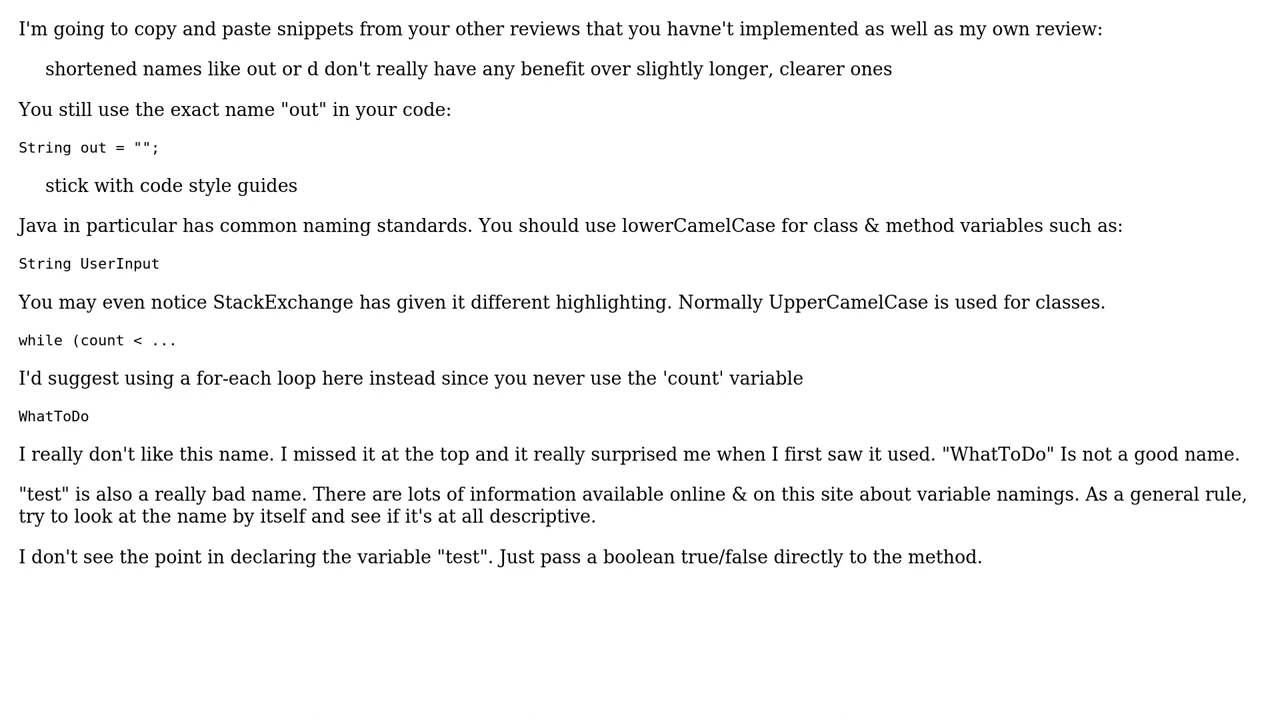 I'm going to copy and paste snippets from your other reviews that you havne't implemented as well as my own review:
shortened names like out or d don't really have any benefit over slightly longer, clearer ones
You still use the exact name "out" in your code:
String out = "";
stick with code style guides
Java in particular has common naming standards. You should use lowerCamelCase for class & method variables such as:
String UserInput
You may even notice StackExchange has given it different highlighting. Normally UpperCamelCase is used for classes.
while (count < ...
I'd suggest using a for-each loop here instead since you never use the 'count' variable
WhatToDo
I really don't like this name. I missed it at the top and it really surprised me when I first saw it used. "WhatToDo" Is not a good name.
"test" is also a really bad name. There are lots of information available online & on this site about variable namings. As a general rule,
try to look at the name by itself and see if it's at all descriptive.
I don't see the point in declaring the variable "test". Just pass a boolean true/false directly to the method.